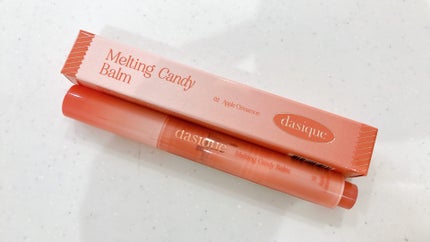 Melting Candy
Balm
02 Apple Cinnamon
dasique
dasique
Melting Candy Balm